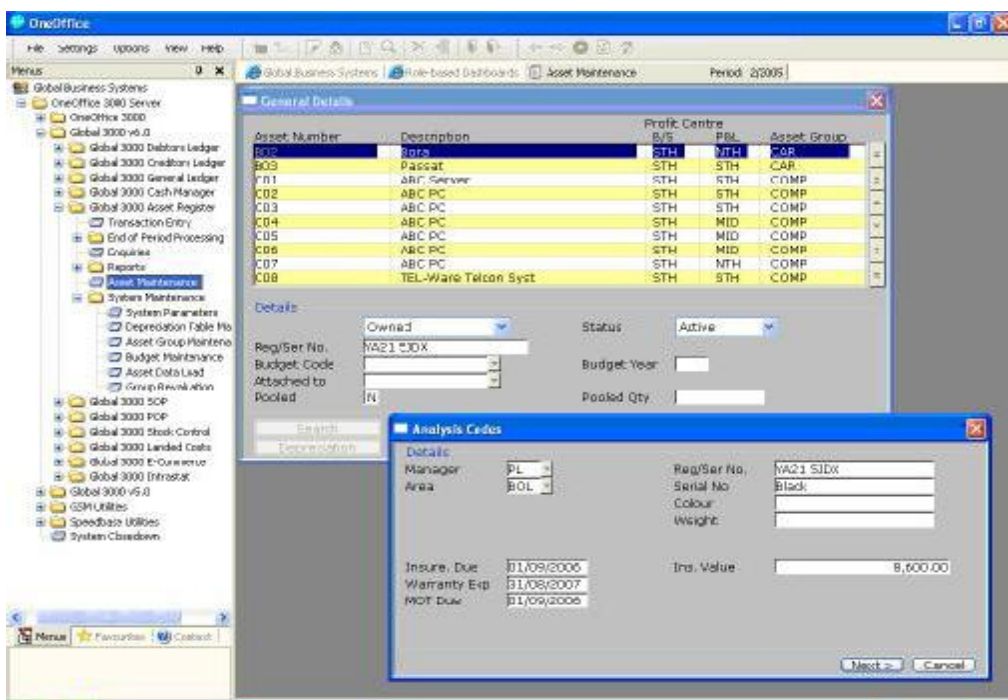 OneOffice
File Settings Options View Help
Menus
Global Business Systems Role-based Dashboards Asset Maintenance Period: 2/2005
Global Business Systems
OneOffice 3000 Server
OneOffice 3000
Global 3000 v6.0
Global 3000 Debtors Ledger
Global 3000 Creditors Ledger
Global 3000 General Ledger
Global 3000 Cash Manager
Global 3000 Asset Register
Transaction Entry
End of Period Processing
Enquiries
Reports
Asset Maintenance
System Maintenance
System Parameters
Depreciation Table Ma
Asset Group Maintena
Budget Maintenance
Asset Data Load
Group Revaluation
Global 3000 SOP
Global 3000 POP
Global 3000 Stock Control
Global 3000 Landed Costs
Global 3000 E-Commerce
Global 3000 Intrastat
Global 3000 v5.0
GSM Utilities
Speedbase Utilities
System Closedown
Menus Favourites Context
General Details
Profit Centre
Asset Number Description B/S P&L Asset Group
B02 Bora STH NTH CAR
B03 Passat STH STH CAR
C01 ABC Server STH STH COMP
C02 ABC PC STH STH COMP
C03 ABC PC STH STH COMP
C04 ABC PC STH MID COMP
C05 ABC PC STH MID COMP
C06 ABC PC STH MID COMP
C07 ABC PC STH NTH COMP
C08 TEL-Ware Telcon Syst STH STH COMP
Details
Owned Status Active
Reg/Ser No. YA21 SJDX
Budget Code Budget Year
Attached to
Pooled N Pooled Qty
Search
Depreciation
Analysis Codes
Details
Manager PL Reg/Ser No. YA21 SJDX
Area BOL Serial No Black
Colour
Weight
Insure. Due 01/09/2006 Ins. Value 8,600.00
Warranty Exp 31/08/2007
MOT Due 01/09/2006
Next > Cancel